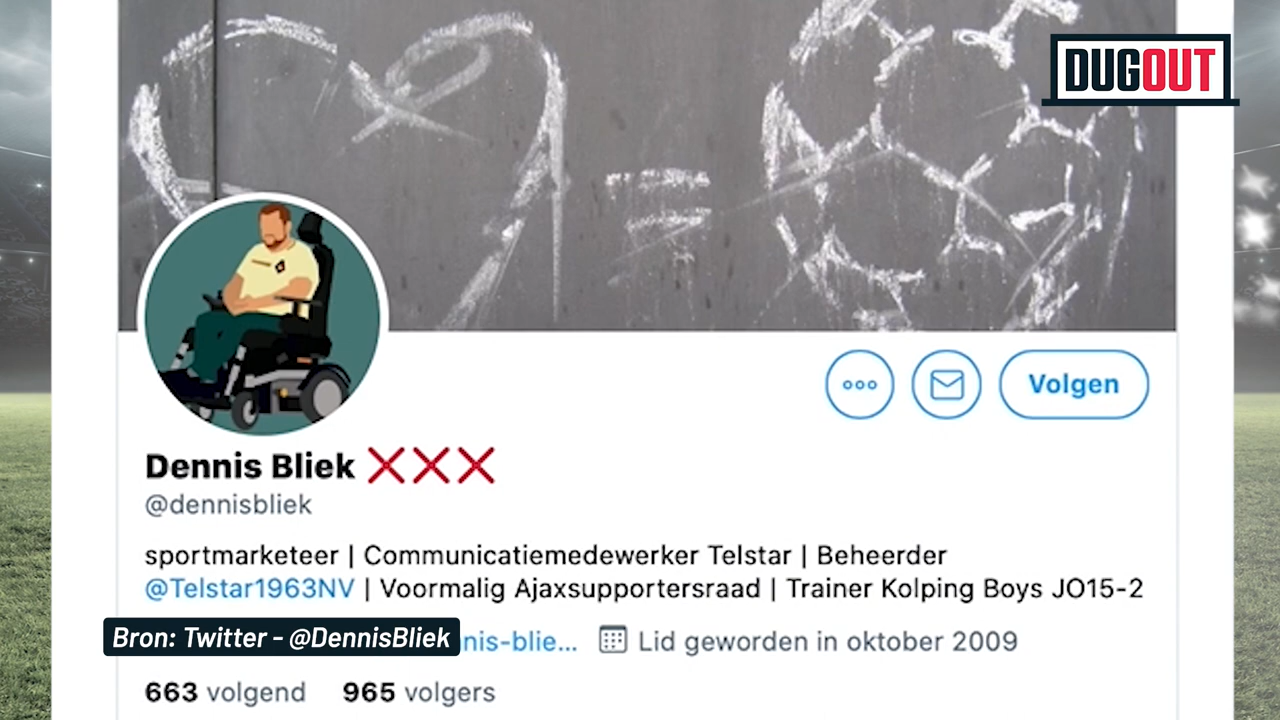 DUGOUT
Volgen
Dennis Bliek ❌❌❌
@dennisbliek
sportmarketeer | Communicatiemedewerker Telstar | Beheerder
@Telstar1963NV | Voormalig Ajaxsupportersraad | Trainer Kolping Boys JO15-2
Bron: Twitter - @DennisBliek
nis-blie... Lid geworden in oktober 2009
663 volgend 965 volgers